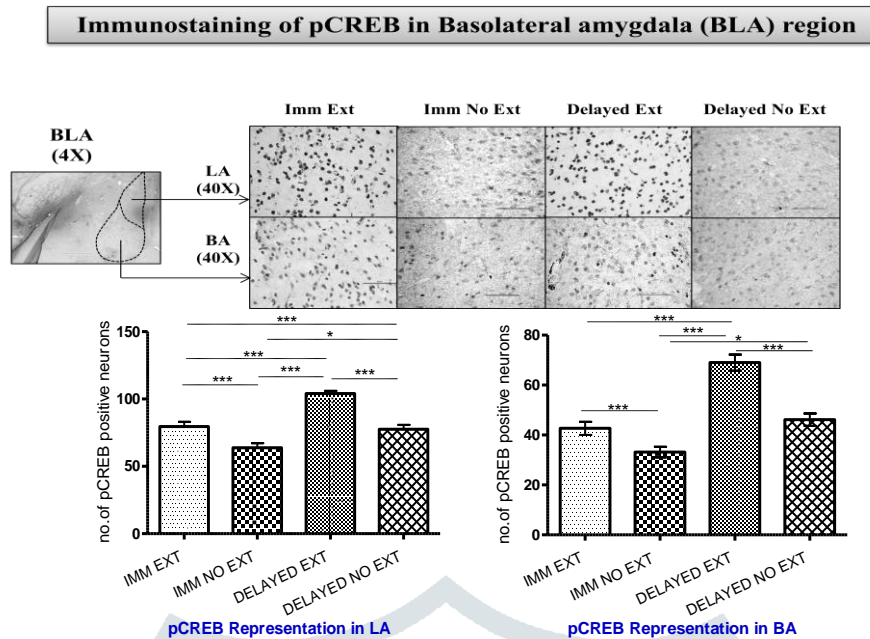 Immunostaining of pCREB in Basolateral amygdala (BLA) region
Imm Ext
Imm No Ext
Delayed Ext
Delayed No Ext
BLA
(4X)
LA
(40X)
BA
(40X)
no.of pCREB positive neurons
150
100
50
0
***
*
***
***
***
***
IMM EXT
IMM NO EXT
DELAYED EXT
DELAYED NO EXT
pCREB Representation in LA
no.of pCREB positive neurons
80
60
40
20
0
***
***
*
***
***
IMM EXT
IMM NO EXT
DELAYED EXT
DELAYED NO EXT
pCREB Representation in BA